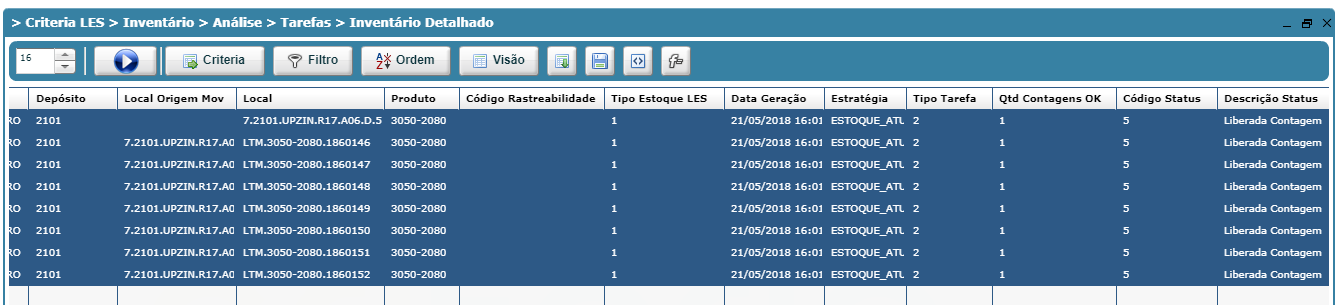 > Criteria LES > Inventário > Análise > Tarefas > Inventário Detalhado
16 Criteria Filtro Ordem Visão
Depósito Local Origem Mov Local Produto Código Rastreabilidade Tipo Estoque LES Data Geração Estratégia Tipo Tarefa Qtd Contagens OK Código Status Descrição Status
RO 2101 7.2101.UPZIN.R17.A06.D.5 3050-2080 1 21/05/2018 16:01 ESTOQUE_ATU 2 1 5 Liberada Contagem
RO 2101 7.2101.UPZIN.R17.A0 LTM.3050-2080.1860146 3050-2080 1 21/05/2018 16:01 ESTOQUE_ATU 2 1 5 Liberada Contagem
RO 2101 7.2101.UPZIN.R17.A0 LTM.3050-2080.1860147 3050-2080 1 21/05/2018 16:01 ESTOQUE_ATU 2 1 5 Liberada Contagem
RO 2101 7.2101.UPZIN.R17.A0 LTM.3050-2080.1860148 3050-2080 1 21/05/2018 16:01 ESTOQUE_ATU 2 1 5 Liberada Contagem
RO 2101 7.2101.UPZIN.R17.A0 LTM.3050-2080.1860149 3050-2080 1 21/05/2018 16:01 ESTOQUE_ATU 2 1 5 Liberada Contagem
RO 2101 7.2101.UPZIN.R17.A0 LTM.3050-2080.1860150 3050-2080 1 21/05/2018 16:01 ESTOQUE_ATU 2 1 5 Liberada Contagem
RO 2101 7.2101.UPZIN.R17.A0 LTM.3050-2080.1860151 3050-2080 1 21/05/2018 16:01 ESTOQUE_ATU 2 1 5 Liberada Contagem
RO 2101 7.2101.UPZIN.R17.A0 LTM.3050-2080.1860152 3050-2080 1 21/05/2018 16:01 ESTOQUE_ATU 2 1 5 Liberada Contagem